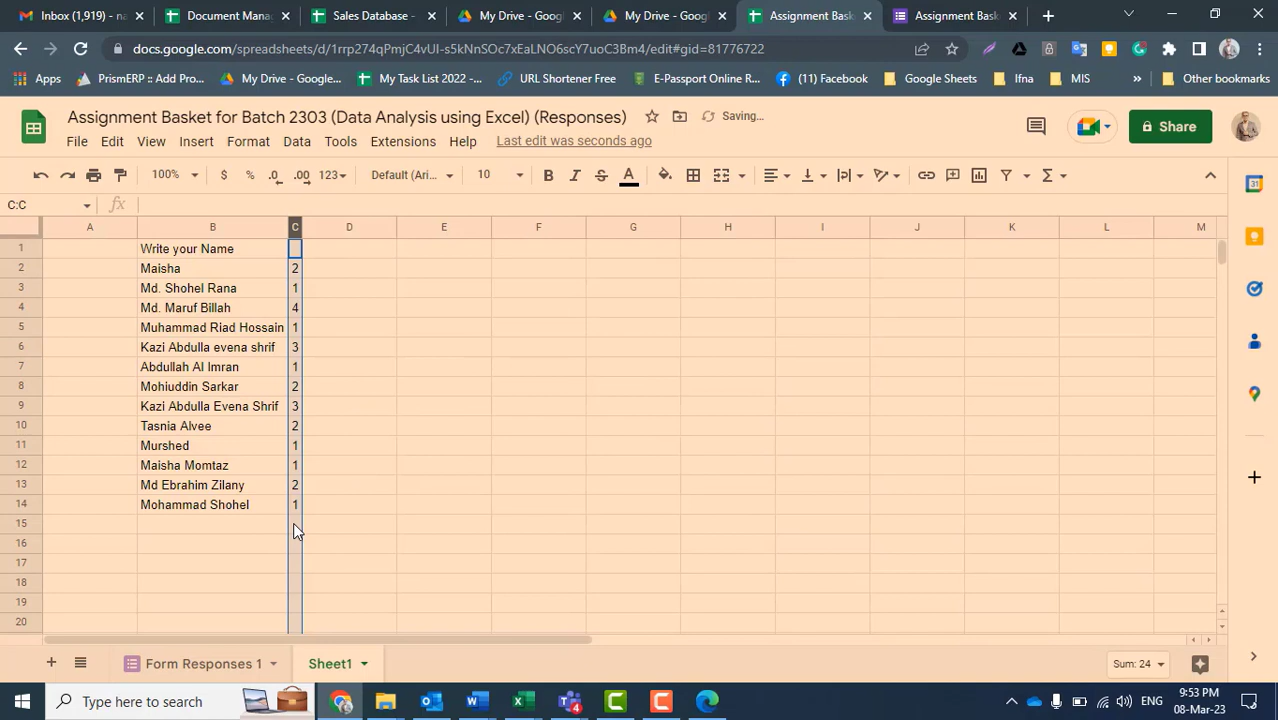 Inbox (1,919) - na
Document Mana
Sales Database -
My Drive - Googl
My Drive - Googl
Assignment Bask
Assignment Bask
docs.google.com/spreadsheets/d/1rrp274qPmjC4vUI-s5kNnSOc7xEaLNO6scY7uoC3Bm4/edit#gid=81776722
Apps
PrismERP :: Add Pro...
My Drive - Google...
My Task List 2022 -...
URL Shortener Free
E-Passport Online R...
(11) Facebook
Google Sheets
Ifna
MIS
»
Other bookmarks
Assignment Basket for Batch 2303 (Data Analysis using Excel) (Responses)
Saving...
File Edit View Insert Format Data Tools Extensions Help Last edit was seconds ago
Share
100% $ % .0 .00 123 Default (Ari... 10 B I S A Σ
C:C fx
A B C D E F G H I J K L M
1 Write your Name
2 Maisha 2
3 Md. Shohel Rana 1
4 Md. Maruf Billah 4
5 Muhammad Riad Hossain 1
6 Kazi Abdulla evena shrif 3
7 Abdullah Al Imran 1
8 Mohiuddin Sarkar 2
9 Kazi Abdulla Evena Shrif 3
10 Tasnia Alvee 2
11 Murshed 1
12 Maisha Momtaz 1
13 Md Ebrahim Zilany 2
14 Mohammad Shohel 1
15
16
17
18
19
20
Form Responses 1 Sheet1 Sum: 24
Type here to search
4
ENG
9:53 PM
08-Mar-23